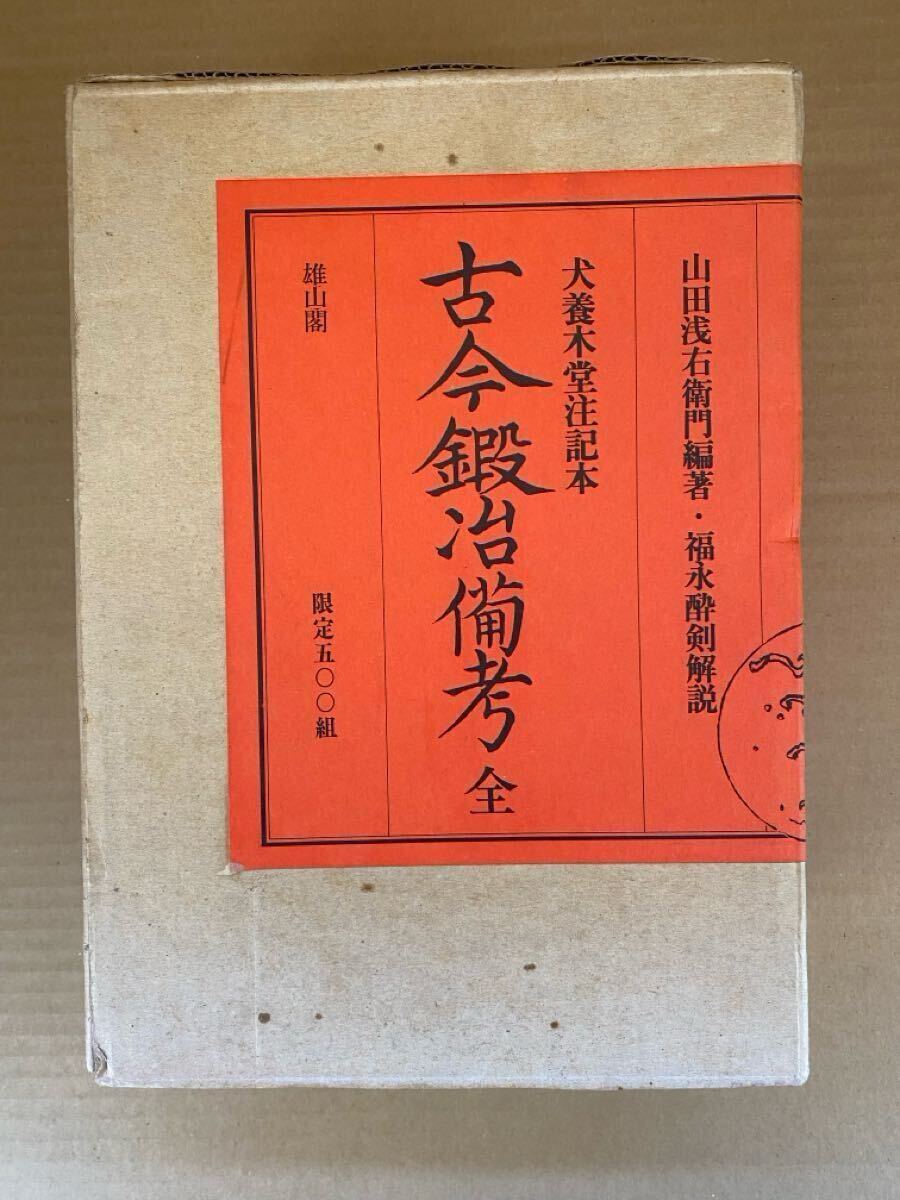 山田浅右衛門編著・福永酔剣解説
犬養木堂注記本
古今鍛冶備考 全
雄山閣
限定五〇〇組